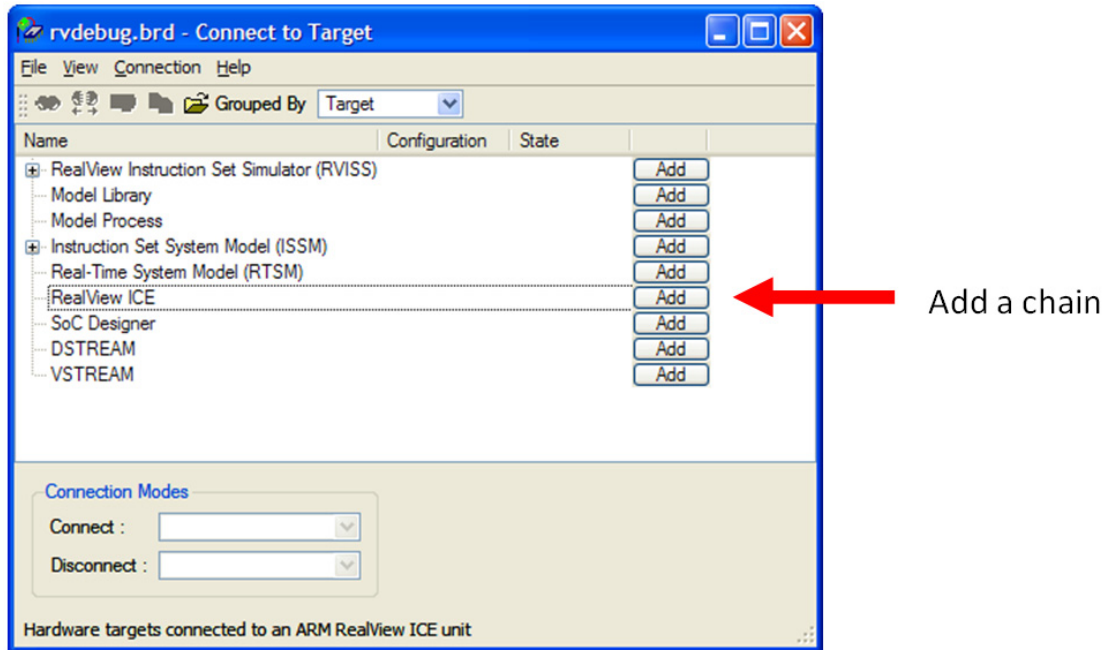 rvdebug.brd - Connect to Target
File View Connection Help
Grouped By Target
Name Configuration State
RealView Instruction Set Simulator (RVISS) Add
Model Library Add
Model Process Add
Instruction Set System Model (ISSM) Add
Real-Time System Model (RTSM) Add
RealView ICE Add
Add a chain
SoC Designer Add
DSTREAM Add
VSTREAM Add
Connection Modes
Connect :
Disconnect :
Hardware targets connected to an ARM RealView ICE unit